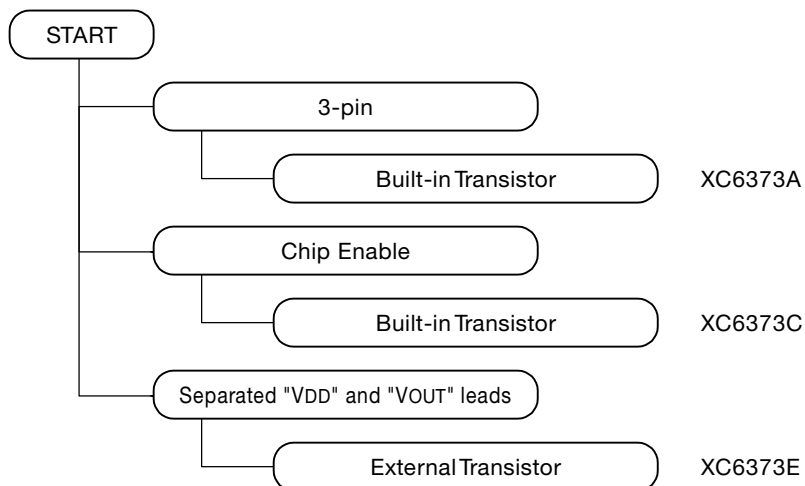 START
3-pin
Built-in Transistor XC6373A
Chip Enable
Built-in Transistor XC6373C
Separated "VDD" and "VOUT" leads
External Transistor XC6373E